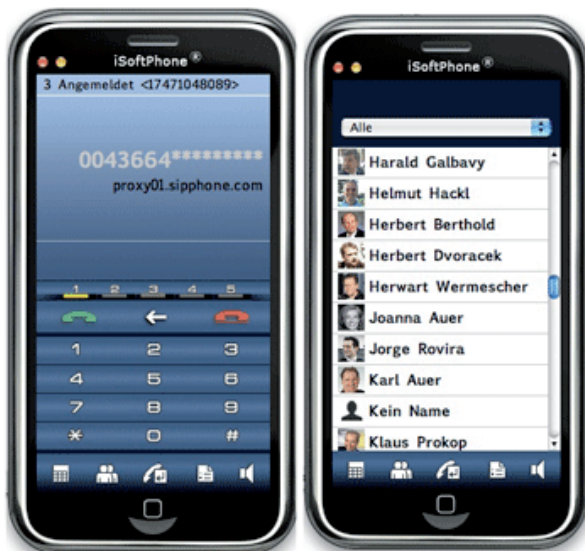 iSoftPhone ®
3 Angemeldet <17471048089>
0043664*********
proxy01.sipphone.com
1 2 3 4 5
1 2 3
4 5 6
7 8 9
* 0 #
iSoftPhone ®
Alle
Harald Galbavy
Helmut Hackl
Herbert Berthold
Herbert Dvoracek
Herwart Wermescher
Joanna Auer
Jorge Rovira
Karl Auer
Kein Name
Klaus Prokop